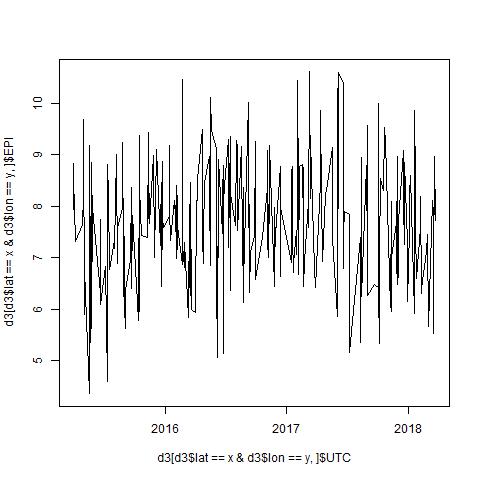 d3[d3$lat == x & d3$lon == y, ]$EPI
10
9
8
7
6
5
2016 2017 2018
d3[d3$lat == x & d3$lon == y, ]$UTC